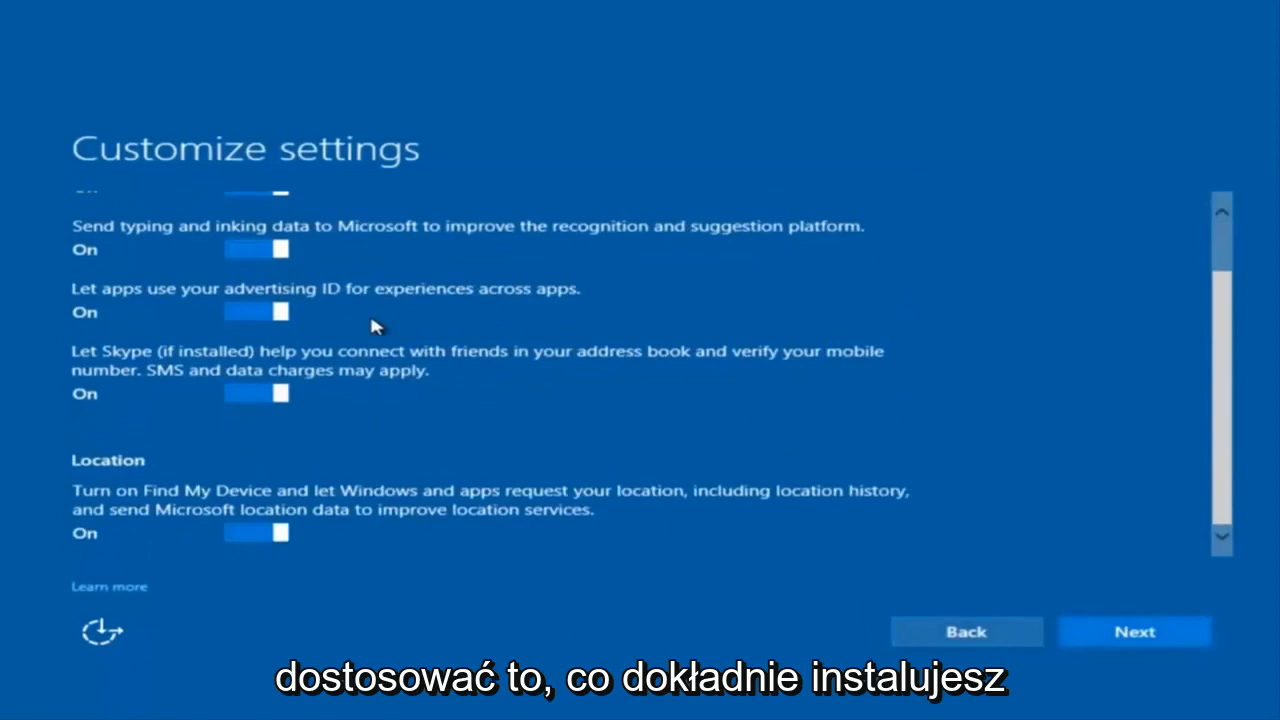 Customize settings
Send typing and inking data to Microsoft to improve the recognition and suggestion platform.
On
Let apps use your advertising ID for experiences across apps.
On
Let Skype (if installed) help you connect with friends in your address book and verify your mobile
number. SMS and data charges may apply.
On
Location
Turn on Find My Device and let Windows and apps request your location, including location history,
and send Microsoft location data to improve location services.
On
Learn more
Back
Next
dostosować to, co dokładnie instalujesz